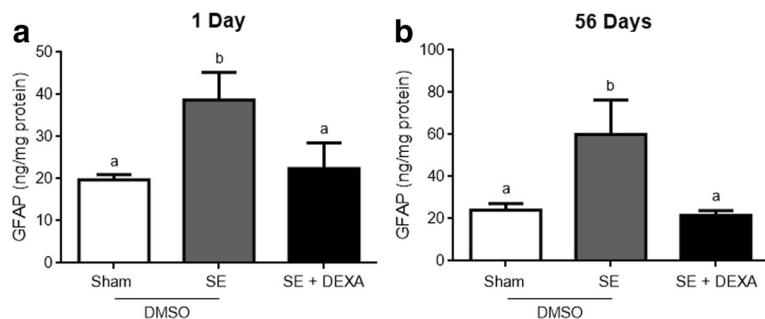 a
1 Day
GFAP (ng/mg protein)
50
40
30
20
10
0
a
b
a
Sham
SE
SE + DEXA
DMSO
b
56 Days
GFAP (ng/mg protein)
100
80
60
40
20
0
a
b
a
Sham
SE
SE + DEXA
DMSO